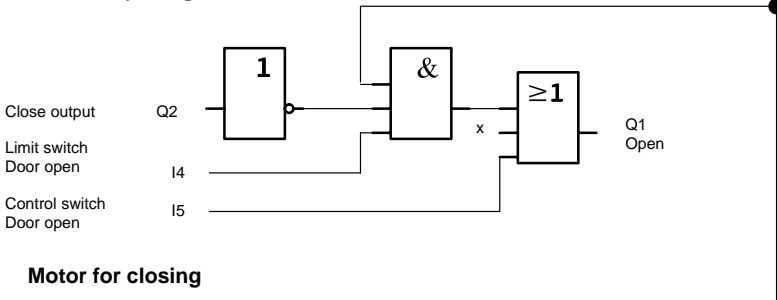 1
&
≥1
Close output Q2
x
Q1
Open
Limit switch
Door open I4
Control switch
Door open I5
Motor for closing